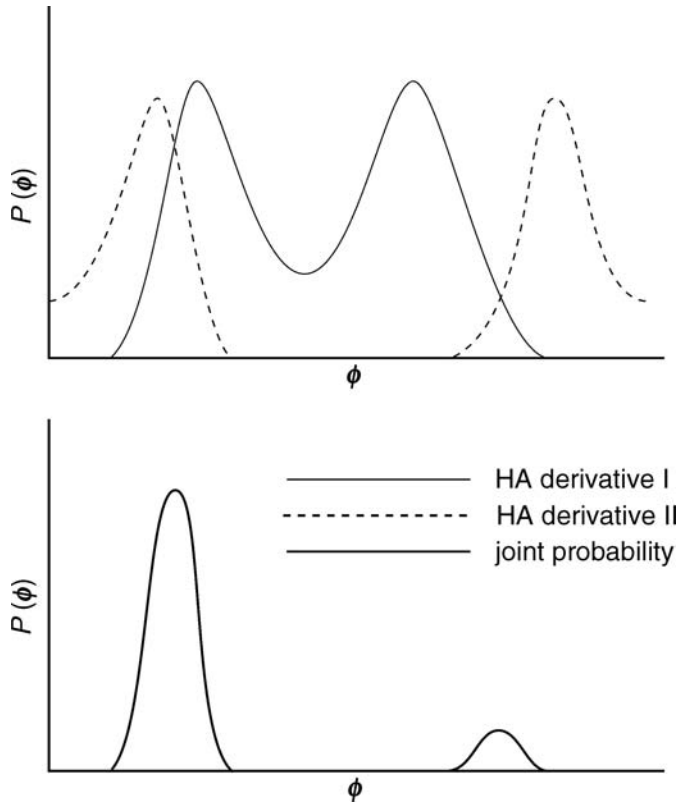 P(ϕ)
ϕ
HA derivative I
HA derivative II
joint probability
P(ϕ)
ϕ